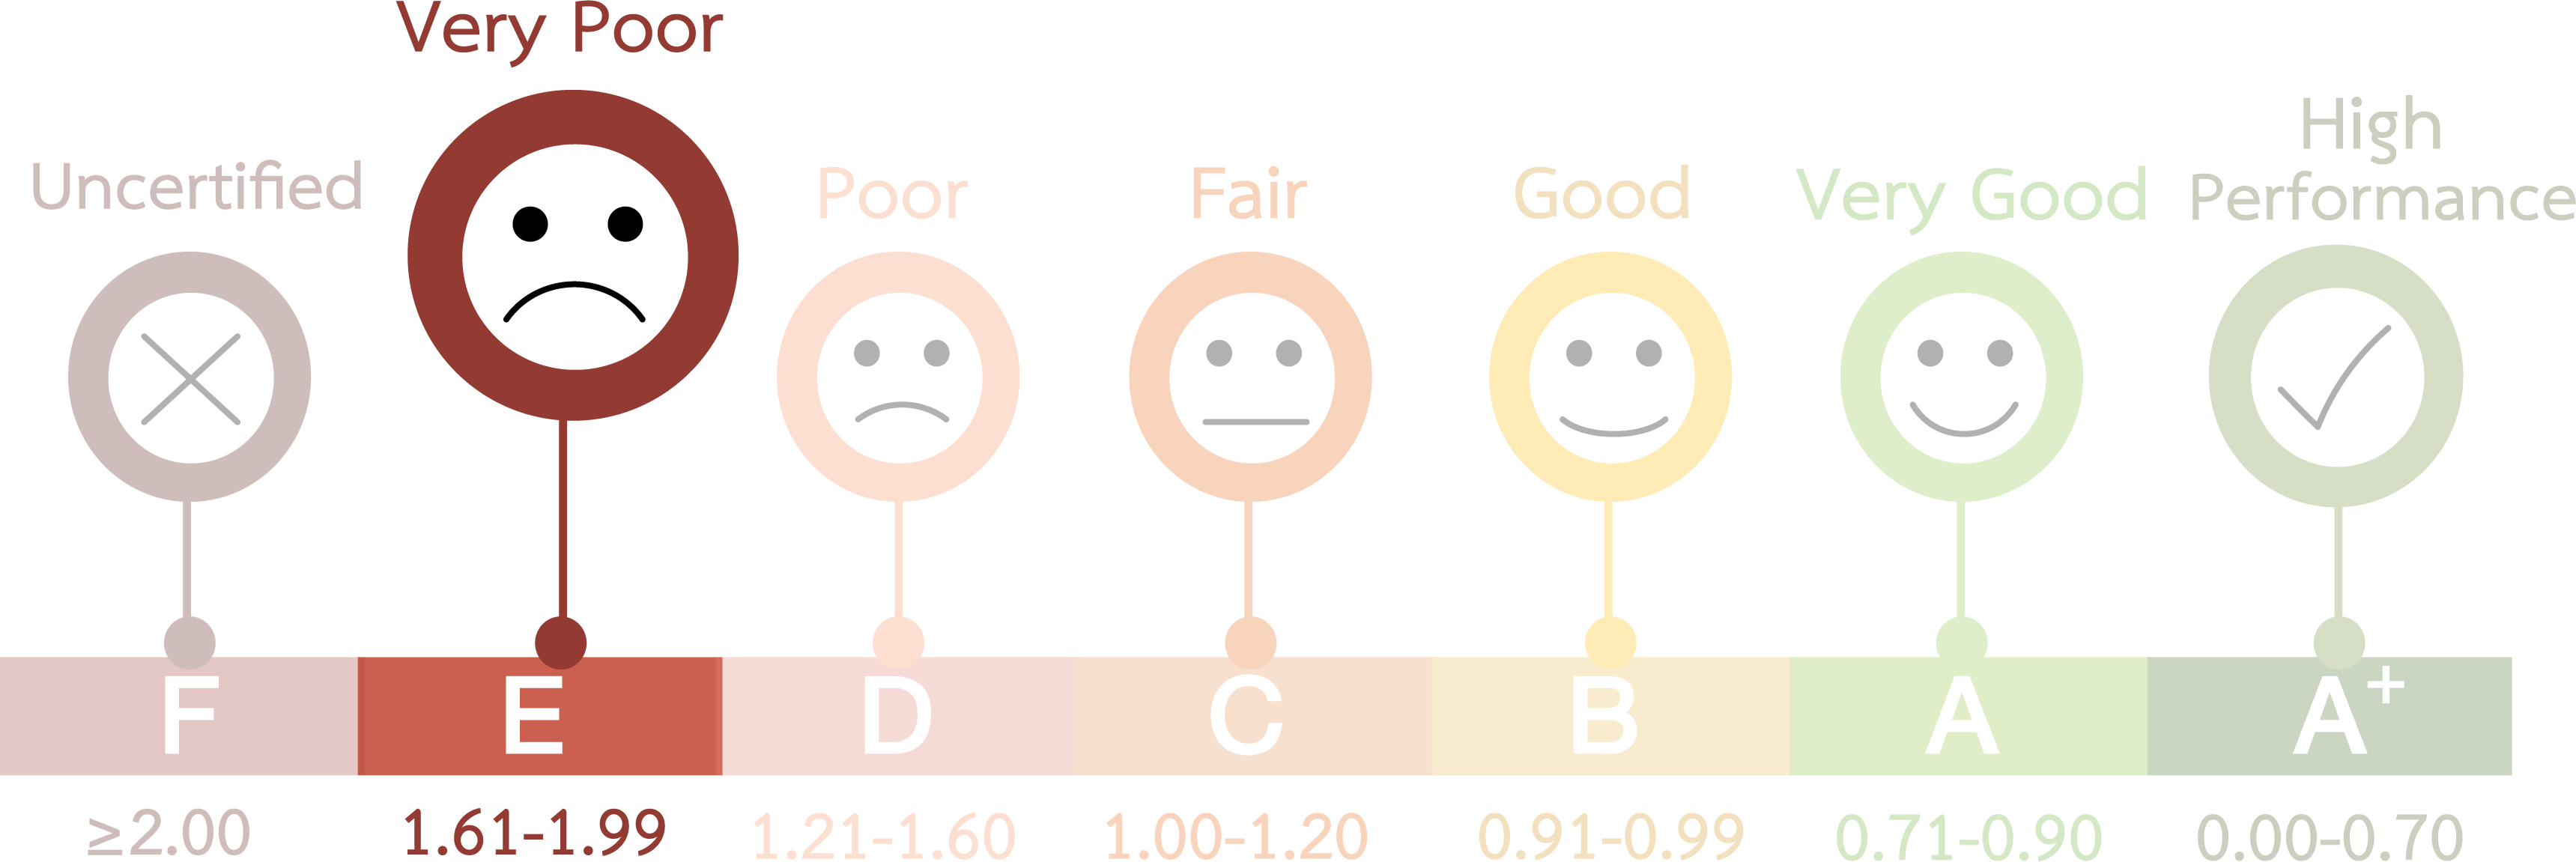 Very Poor
Uncertified
Poor
Fair
Good
Very Good
High
Performance
F
E
D
C
B
A
A+
≥2.00
1.61-1.99
1.21-1.60
1.00-1.20
0.91-0.99
0.71-0.90
0.00-0.70